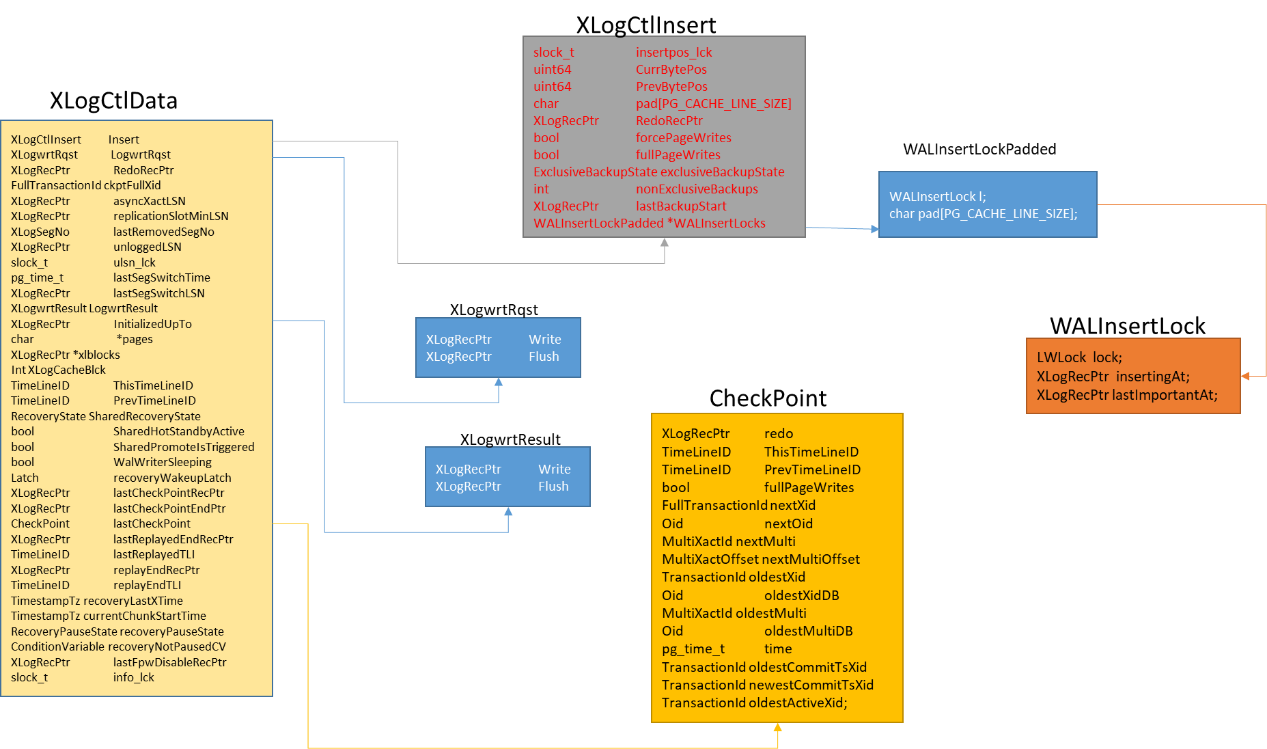 XLogCtlData
XLogCtlInsert Insert
XLogwrtRqst LogwrtRqst
XLogRecPtr RedoRecPtr
FullTransactionId ckptFullXid
XLogRecPtr asyncXactLSN
XLogRecPtr replicationSlotMinLSN
XLogSegNo lastRemovedSegNo
XLogRecPtr unloggedLSN
slock_t ulsn_lck
pg_time_t lastSegSwitchTime
XLogRecPtr lastSegSwitchLSN
XLogwrtResult LogwrtResult
XLogRecPtr InitializedUpTo
char *pages
XLogRecPtr *xlblocks
Int XLogCacheBlck
TimeLineID ThisTimeLineID
TimeLineID PrevTimeLineID
RecoveryState SharedRecoveryState
bool SharedHotStandbyActive
bool SharedPromoteIsTriggered
bool WalWriterSleeping
Latch recoveryWakeupLatch
XLogRecPtr lastCheckPointRecPtr
XLogRecPtr lastCheckPointEndPtr
CheckPoint lastCheckPoint
XLogRecPtr lastReplayedEndRecPtr
TimeLineID lastReplayedTLI
XLogRecPtr replayEndRecPtr
TimeLineID replayEndTLI
TimestampTz recoveryLastXTime
TimestampTz currentChunkStartTime
RecoveryPauseState recoveryPauseState
ConditionVariable recoveryNotPausedCV
XLogRecPtr lastFpwDisableRecPtr
slock_t info_lck
XLogCtlInsert
slock_t insertpos_lck
uint64 CurrBytePos
uint64 PrevBytePos
char pad[PG_CACHE_LINE_SIZE]
XLogRecPtr RedoRecPtr
bool forcePageWrites
bool fullPageWrites
ExclusiveBackupState exclusiveBackupState
int nonExclusiveBackups
XLogRecPtr lastBackupStart
WALInsertLockPadded *WALInsertLocks
WALInsertLockPadded
WALInsertLock l;
char pad[PG_CACHE_LINE_SIZE];
XLogwrtRqst
XLogRecPtr Write
XLogRecPtr Flush
WALInsertLock
LWLock lock;
XLogRecPtr insertingAt;
XLogRecPtr lastImportantAt;
XLogwrtResult
XLogRecPtr Write
XLogRecPtr Flush
CheckPoint
XLogRecPtr redo
TimeLineID ThisTimeLineID
TimeLineID PrevTimeLineID
bool fullPageWrites
FullTransactionId nextXid
Oid nextOid
MultiXactId nextMulti
MultiXactOffset nextMultiOffset
TransactionId oldestXid
Oid oldestXidDB
MultiXactId oldestMulti
Oid oldestMultiDB
pg_time_t time
TransactionId oldestCommitTsXid
TransactionId newestCommitTsXid
TransactionId oldestActiveXid;